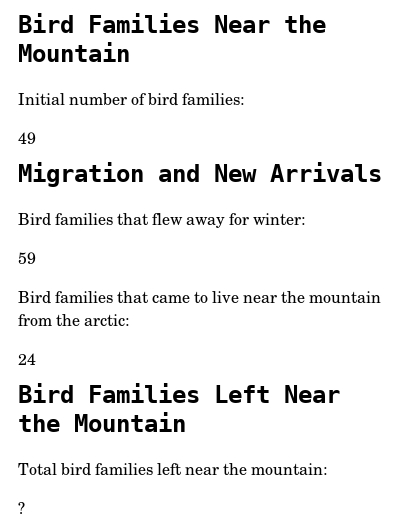 Bird Families Near the
Mountain
Initial number of bird families:
49
Migration and New Arrivals
Bird families that flew away for winter:
59
Bird families that came to live near the mountain
from the arctic:
24
Bird Families Left Near
the Mountain
Total bird families left near the mountain:
?